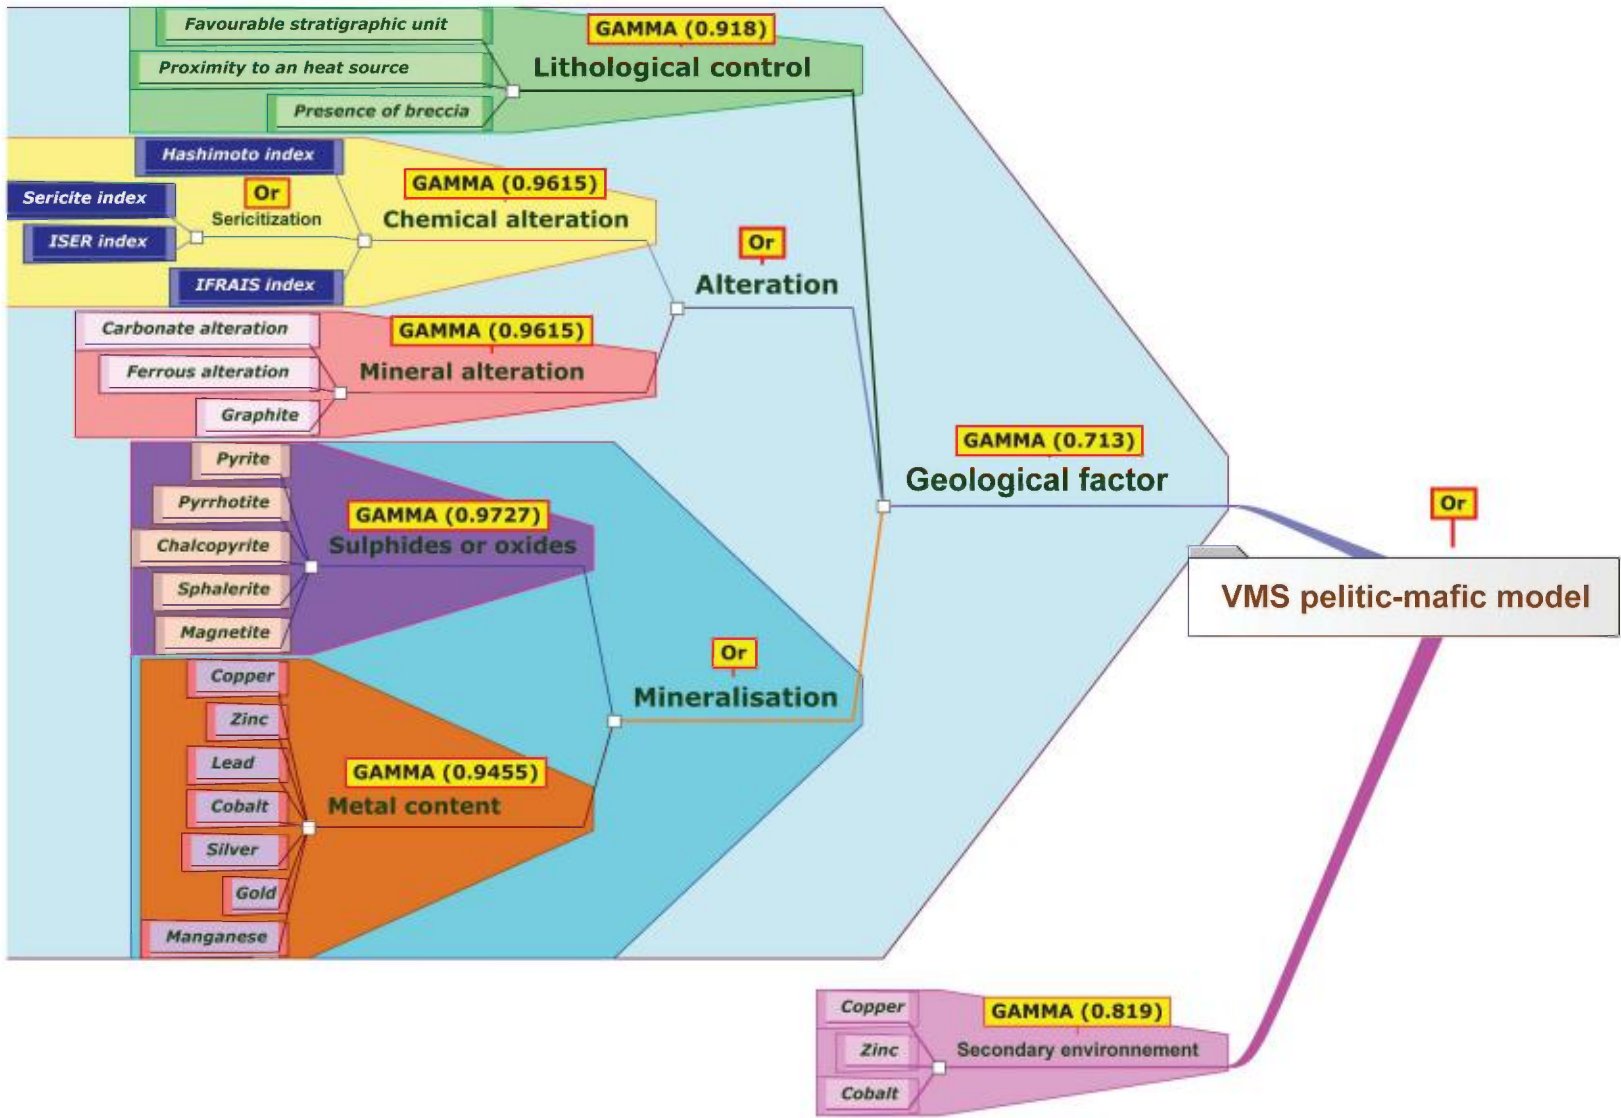 Favourable stratigraphic unit
Proximity to an heat source
Presence of breccia
GAMMA (0.918)
Lithological control
Hashimoto index
Sericite index
ISER index
Or
Sericitization
IFRAIS index
GAMMA (0.9615)
Chemical alteration
Or
Alteration
Carbonate alteration
Ferrous alteration
Graphite
GAMMA (0.9615)
Mineral alteration
Pyrite
Pyrrhotite
Chalcopyrite
Sphalerite
Magnetite
GAMMA (0.9727)
Sulphides or oxides
Copper
Zinc
Lead
Cobalt
Silver
Gold
Manganese
GAMMA (0.9455)
Metal content
Or
Mineralisation
GAMMA (0.713)
Geological factor
Or
VMS pelitic-mafic model
Copper
Zinc
Cobalt
GAMMA (0.819)
Secondary environnement